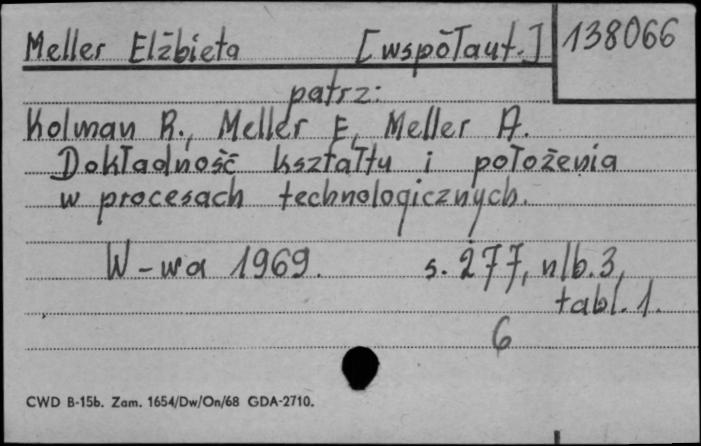 Meller Elżbieta [współaut.] 138066
patrz:
Kolman R., Meller E, Meller A.
Dokładność kształtu i położenia
w procesach technologicznych.
W-wa 1969. s. 277, nlb. 3,
tabl. 1.
6
CWD B-15b. Zam. 1654/Dw/On/68 GDA-2710.